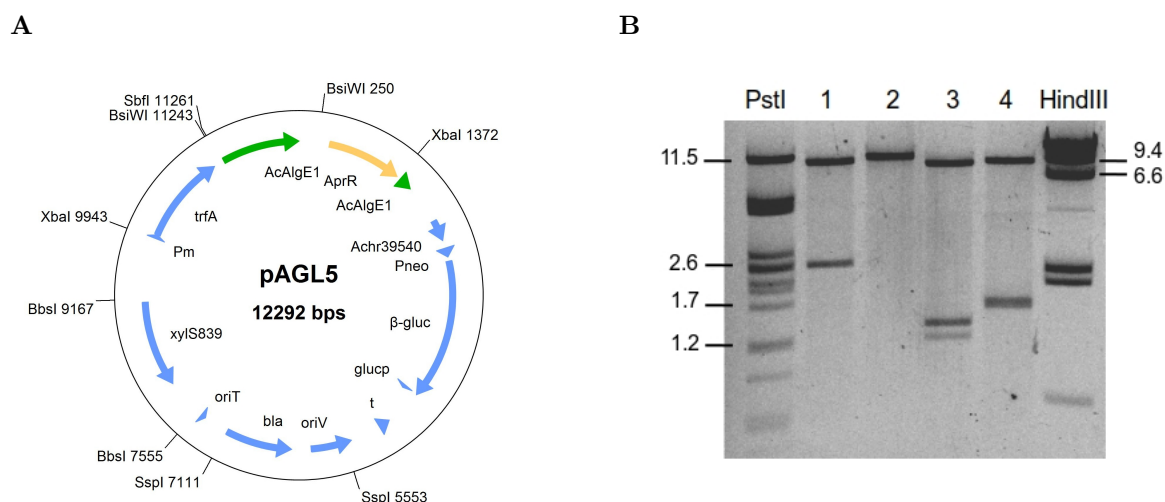 A
B
BsiWI 250
SbfI 11261
BsiWI 11243
XbaI 1372
AcAlgE1
AprR
AcAlgE1
trfA
XbaI 9943
Pm
Achr39540
Pneo
pAGL5
12292 bps
BbsI 9167
xylS839
β-gluc
glucp
oriT
t
bla
oriV
BbsI 7555
SspI 7111
SspI 5553
PstI 1 2 3 4 HindIII
11.5
9.4
6.6
2.6
1.7
1.2